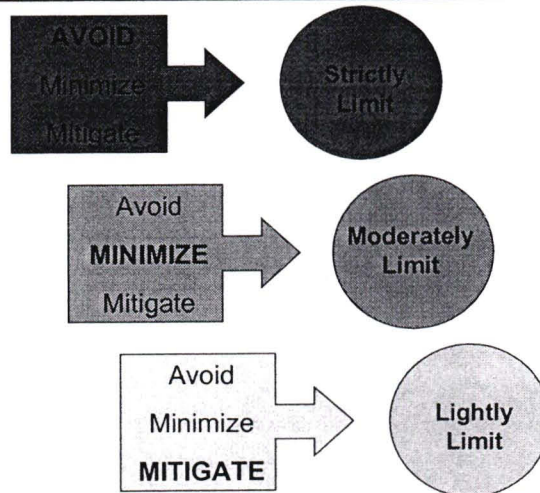 AVOID
Minimize
Mitigate
Strictly
Limit
Avoid
MINIMIZE
Mitigate
Moderately
Limit
Avoid
Minimize
MITIGATE
Lightly
Limit